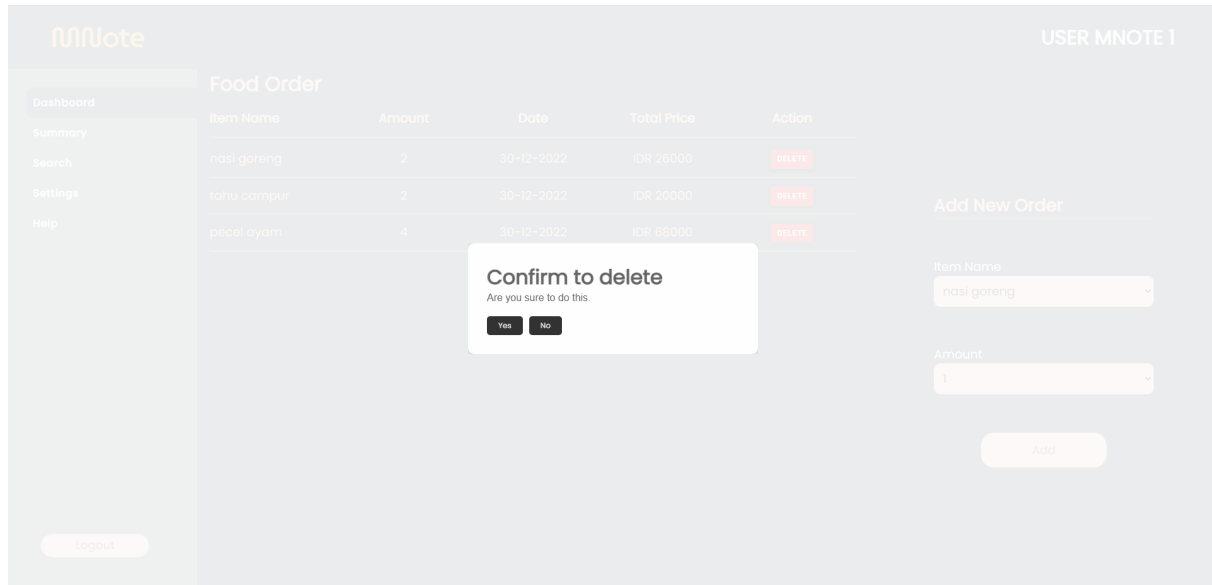 MNote
USER MNOTE 1
Dashboard
Summary
Search
Settings
Help
Logout
Food Order
Item Name Amount Date Total Price Action
nasi goreng 2 30-12-2022 IDR 26000 DELETE
tahu campur 2 30-12-2022 IDR 20000 DELETE
pecel ayam 4 30-12-2022 IDR 68000 DELETE
Confirm to delete
Are you sure to do this.
Yes No
Add New Order
Item Name
nasi goreng
Amount
1
Add